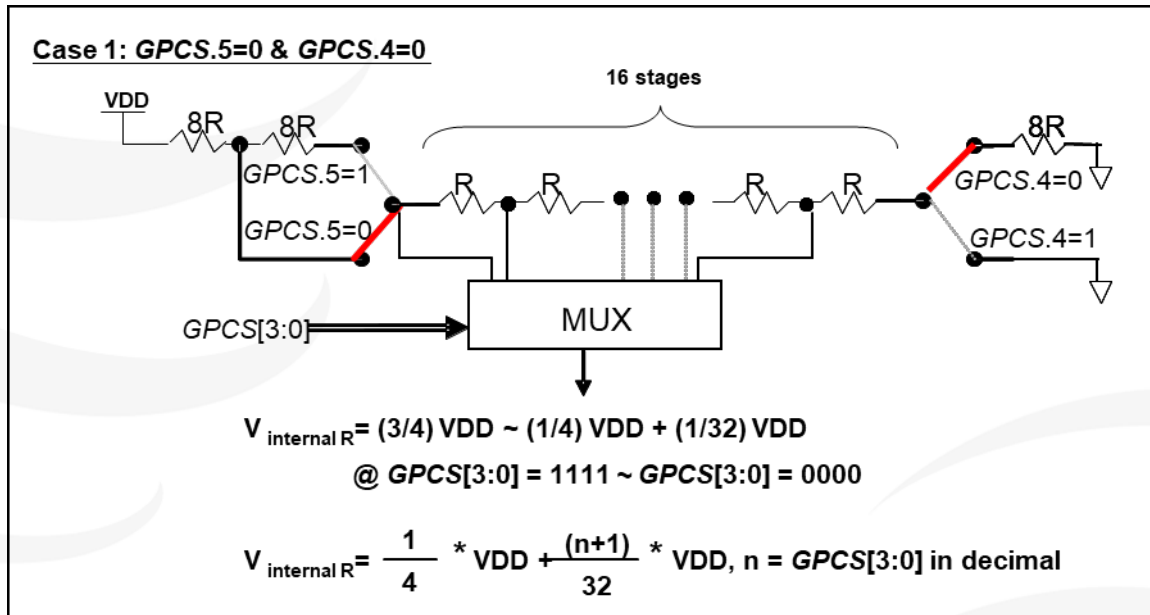 Case 1: GPCS.5=0 & GPCS.4=0
16 stages
VDD
8R
8R
8R
GPCS.5=1
R
R
R
R
GPCS.4=0
GPCS.5=0
GPCS.4=1
GPCS[3:0]
MUX
V internal R= (3/4) VDD ~ (1/4) VDD + (1/32) VDD
@ GPCS[3:0] = 1111 ~ GPCS[3:0] = 0000
V internal R= 1/4 * VDD + (n+1)/32 * VDD, n = GPCS[3:0] in decimal